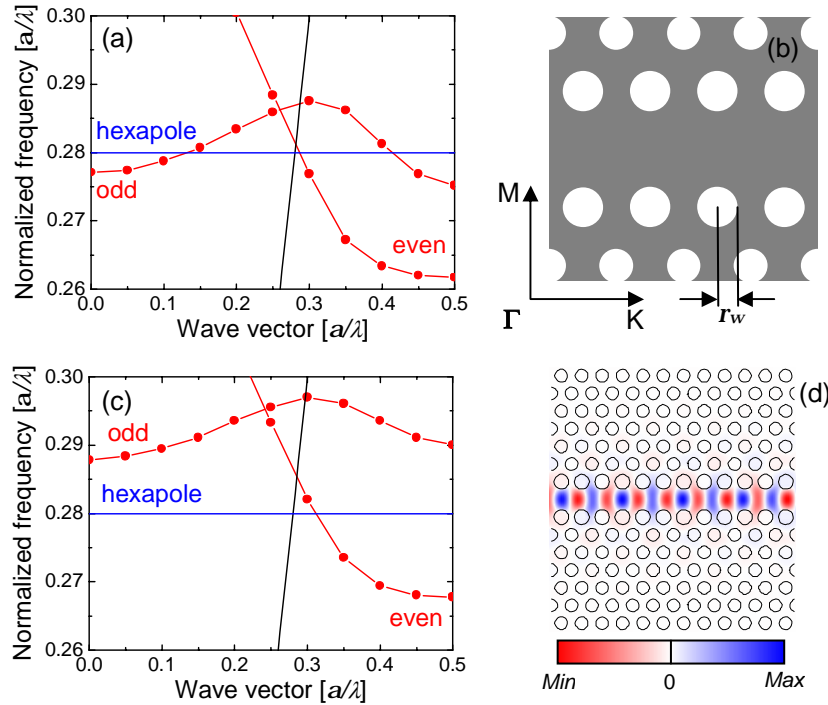 (a)
Normalized frequency [a/λ]
0.30
0.29
0.28
0.27
0.26
hexapole
odd
even
0.0 0.1 0.2 0.3 0.4 0.5
Wave vector [a/λ]
(b)
M
Γ
K
r_w
(c)
Normalized frequency [a/λ]
0.30
0.29
0.28
0.27
0.26
odd
hexapole
even
0.0 0.1 0.2 0.3 0.4 0.5
Wave vector [a/λ]
(d)
Min 0 Max